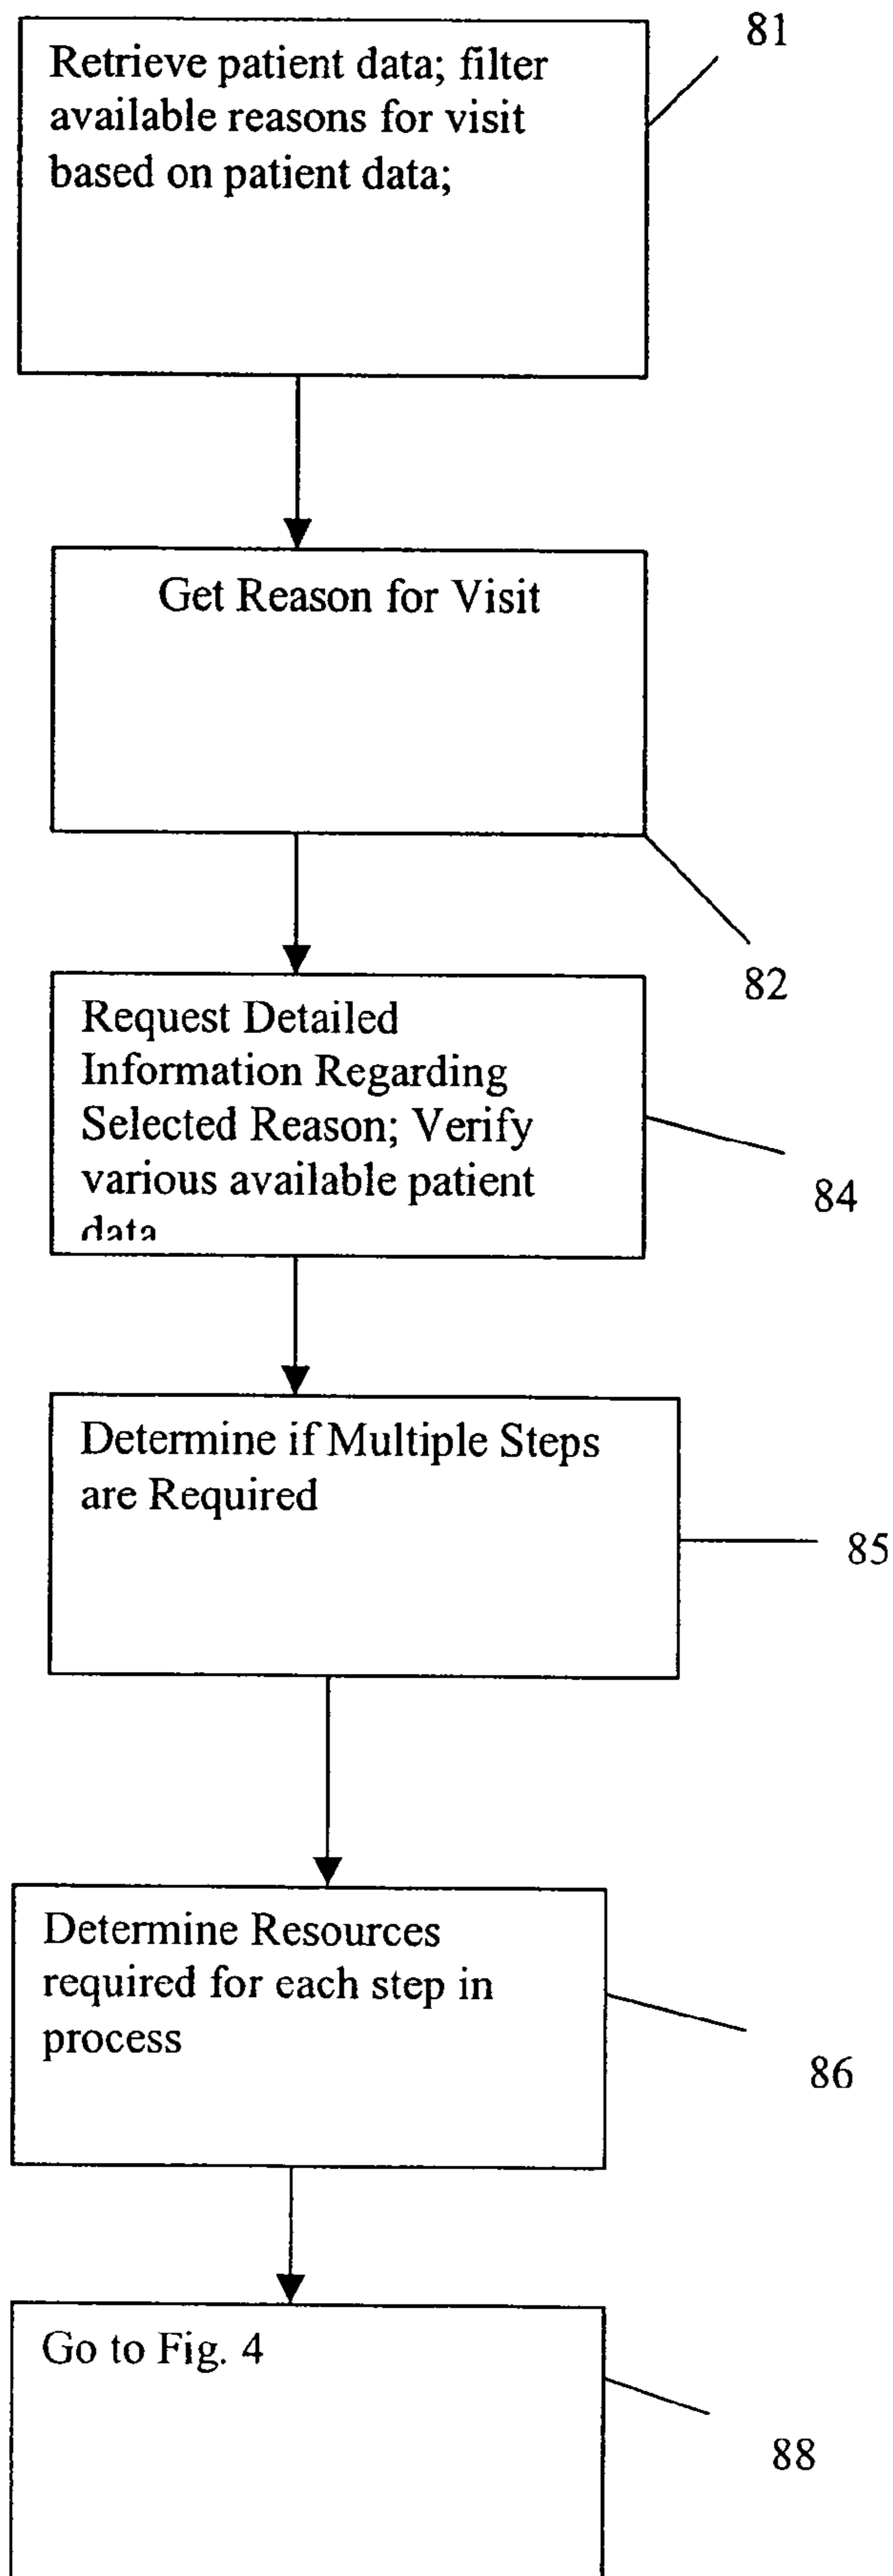 81
Retrieve patient data; filter
available reasons for visit
based on patient data;
Get Reason for Visit
82
Request Detailed
Information Regarding
Selected Reason; Verify
various available patient
data
84
Determine if Multiple Steps
are Required
85
Determine Resources
required for each step in
process
86
Go to Fig. 4
88